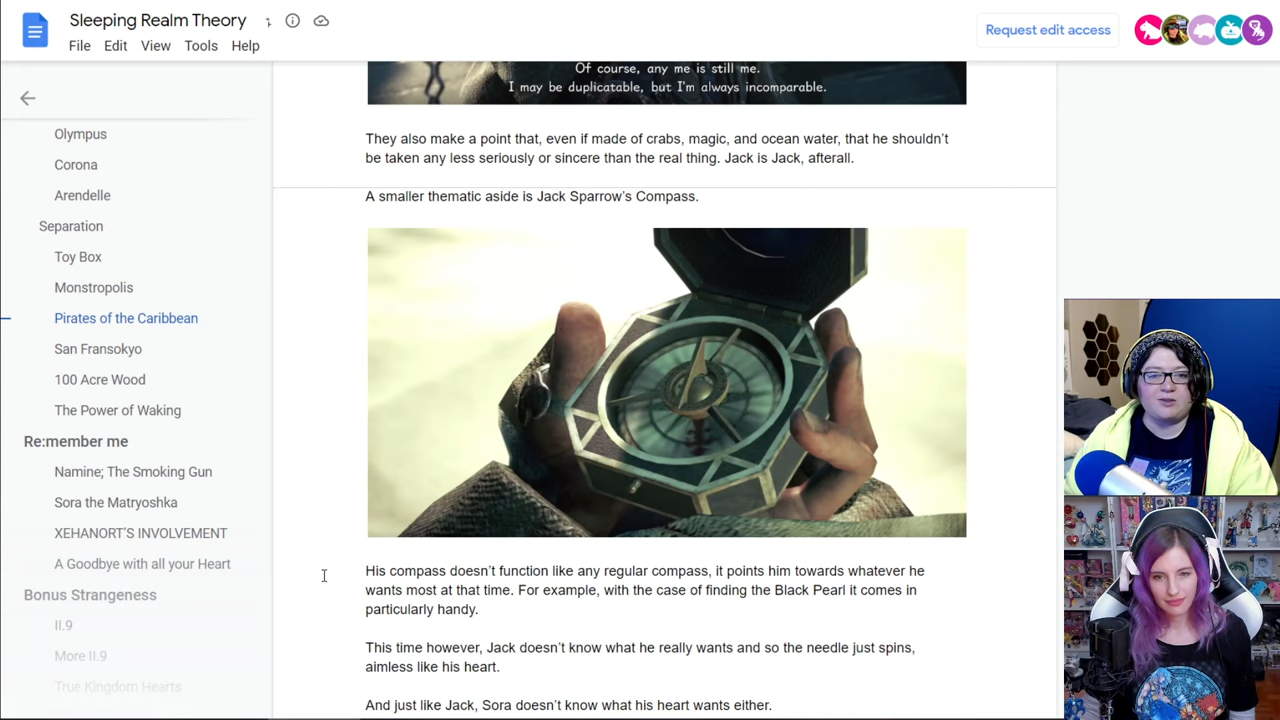 Sleeping Realm Theory
File Edit View Tools Help
Request edit access
Olympus
Corona
Arendelle
Separation
Toy Box
Monstropolis
Pirates of the Caribbean
San Fransokyo
100 Acre Wood
The Power of Waking
Re:member me
Namine; The Smoking Gun
Sora the Matryoshka
XEHANORT'S INVOLVEMENT
A Goodbye with all your Heart
Bonus Strangeness
II.9
More II.9
True Kingdom Hearts
Of course, any me is still me.
I may be duplicatable, but I'm always incomparable.
They also make a point that, even if made of crabs, magic, and ocean water, that he shouldn't
be taken any less seriously or sincere than the real thing. Jack is Jack, afterall.
A smaller thematic aside is Jack Sparrow's Compass.
His compass doesn't function like any regular compass, it points him towards whatever he
wants most at that time. For example, with the case of finding the Black Pearl it comes in
particularly handy.
This time however, Jack doesn't know what he really wants and so the needle just spins,
aimless like his heart.
And just like Jack, Sora doesn't know what his heart wants either.